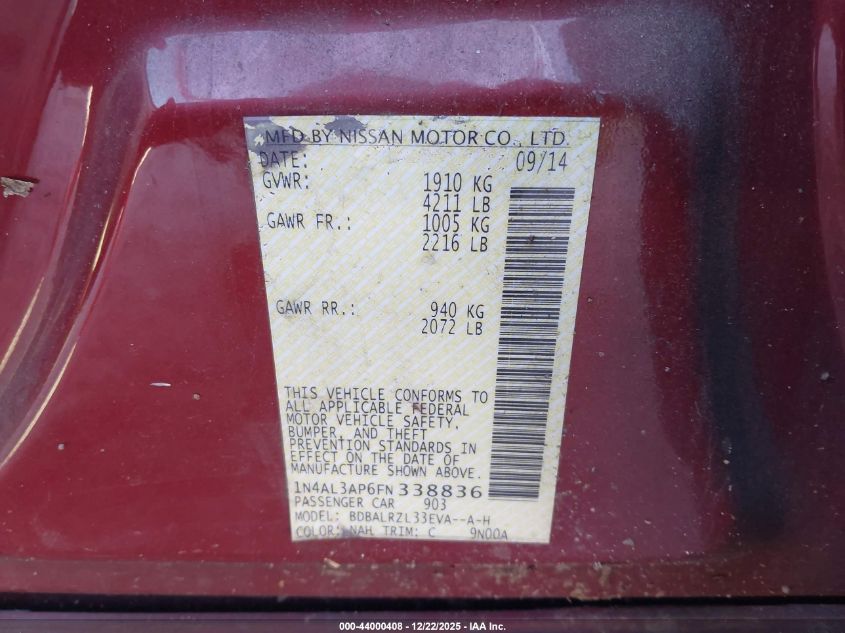 MFD BY NISSAN MOTOR CO., LTD.
DATE: 09/14
GVWR: 1910 KG
4211 LB
GAWR FR.: 1005 KG
2216 LB
GAWR RR.: 940 KG
2072 LB
THIS VEHICLE CONFORMS TO
ALL APPLICABLE FEDERAL
MOTOR VEHICLE SAFETY,
BUMPER, AND THEFT
PREVENTION STANDARDS IN
EFFECT ON THE DATE OF
MANUFACTURE SHOWN ABOVE.
1N4AL3AP6FN338836
PASSENGER CAR 903
MODEL: BDBALRZL33EVA--A-H
COLOR: NAH TRIM: C 9N00A
000-44000408 - 12/22/2025 - IAA Inc.